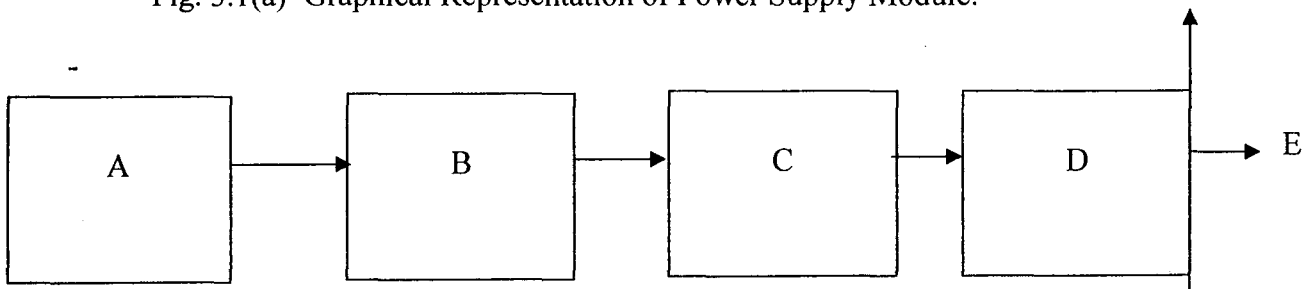 Fig. 3.1(a) Graphical Representation of Power Supply Module.
A B C D E